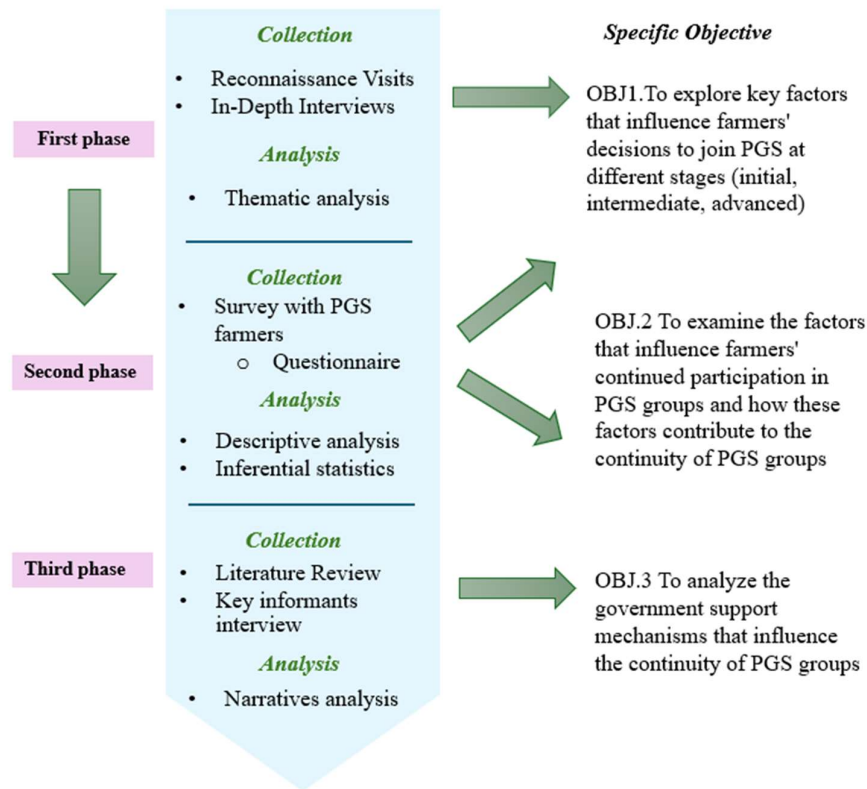 Collection
• Reconnaissance Visits
• In-Depth Interviews
Analysis
• Thematic analysis
First phase
Specific Objective
OBJ1.To explore key factors
that influence farmers'
decisions to join PGS at
different stages (initial,
intermediate, advanced)
Collection
• Survey with PGS
farmers
o Questionnaire
Analysis
• Descriptive analysis
• Inferential statistics
Second phase
OBJ.2 To examine the factors
that influence farmers'
continued participation in
PGS groups and how these
factors contribute to the
continuity of PGS groups
Collection
• Literature Review
• Key informants
interview
Analysis
• Narratives analysis
Third phase
OBJ.3 To analyze the
government support
mechanisms that influence
the continuity of PGS groups